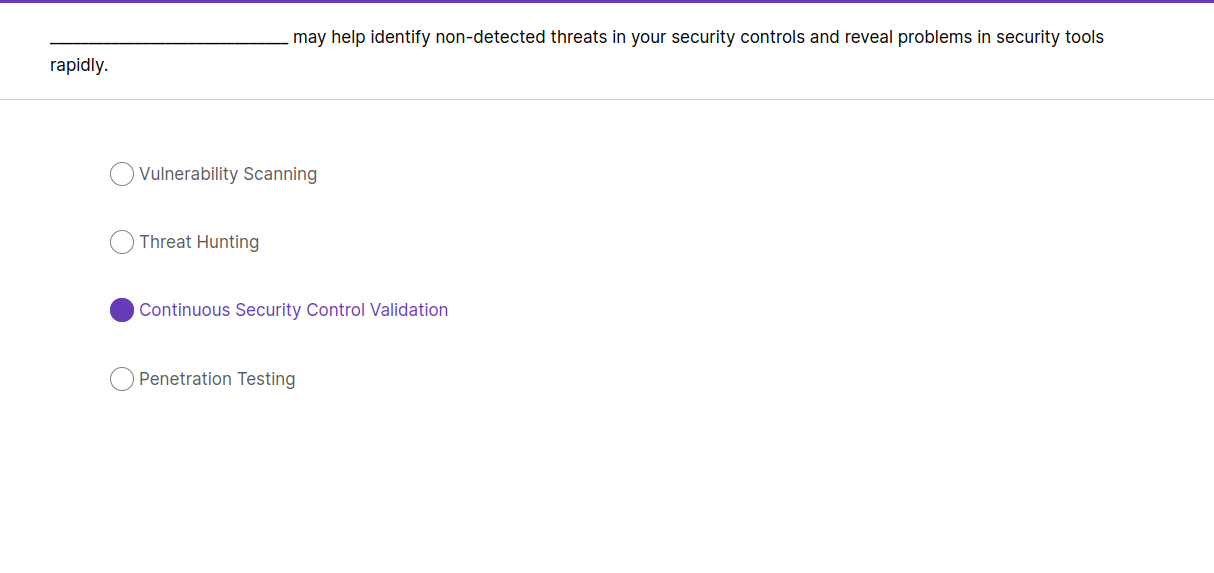 ____________________________ may help identify non-detected threats in your security controls and reveal problems in security tools
rapidly.
Vulnerability Scanning
Threat Hunting
Continuous Security Control Validation
Penetration Testing